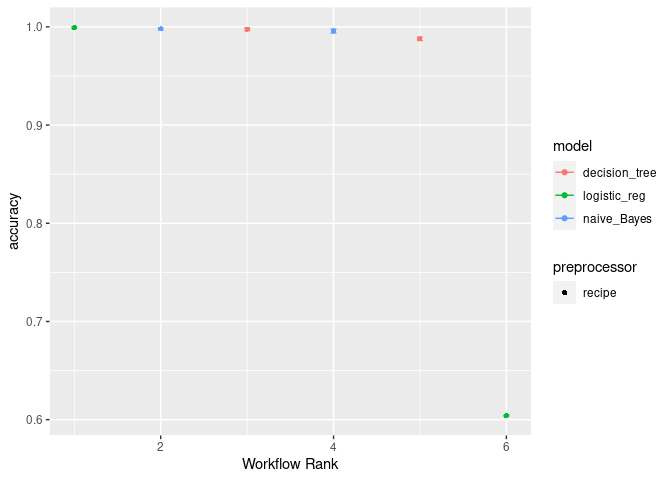 1.0
0.9
0.8
0.7
0.6
accuracy
2
4
6
Workflow Rank
model
decision_tree
logistic_reg
naive_Bayes
preprocessor
recipe